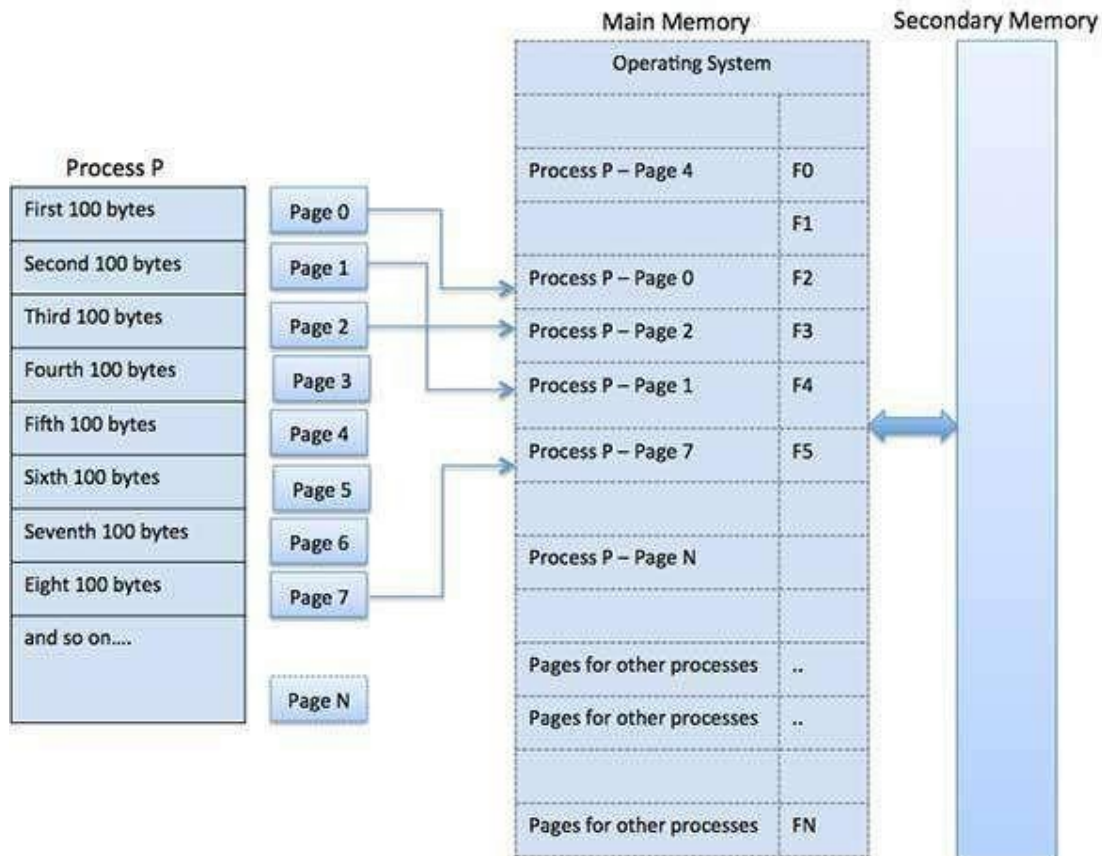 Main Memory
Secondary Memory
Operating System
Process P
First 100 bytes
Second 100 bytes
Third 100 bytes
Fourth 100 bytes
Fifth 100 bytes
Sixth 100 bytes
Seventh 100 bytes
Eight 100 bytes
and so on....
Page 0
Page 1
Page 2
Page 3
Page 4
Page 5
Page 6
Page 7
Page N
Process P – Page 4 F0
F1
Process P – Page 0 F2
Process P – Page 2 F3
Process P – Page 1 F4
Process P – Page 7 F5
Process P – Page N
Pages for other processes ..
Pages for other processes ..
Pages for other processes FN